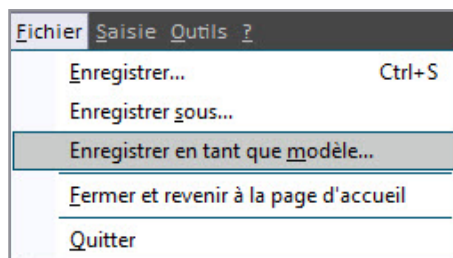 Fichier Saisie Outils ?
Enregistrer... Ctrl+S
Enregistrer sous...
Enregistrer en tant que modèle...
Fermer et revenir à la page d'accueil
Quitter